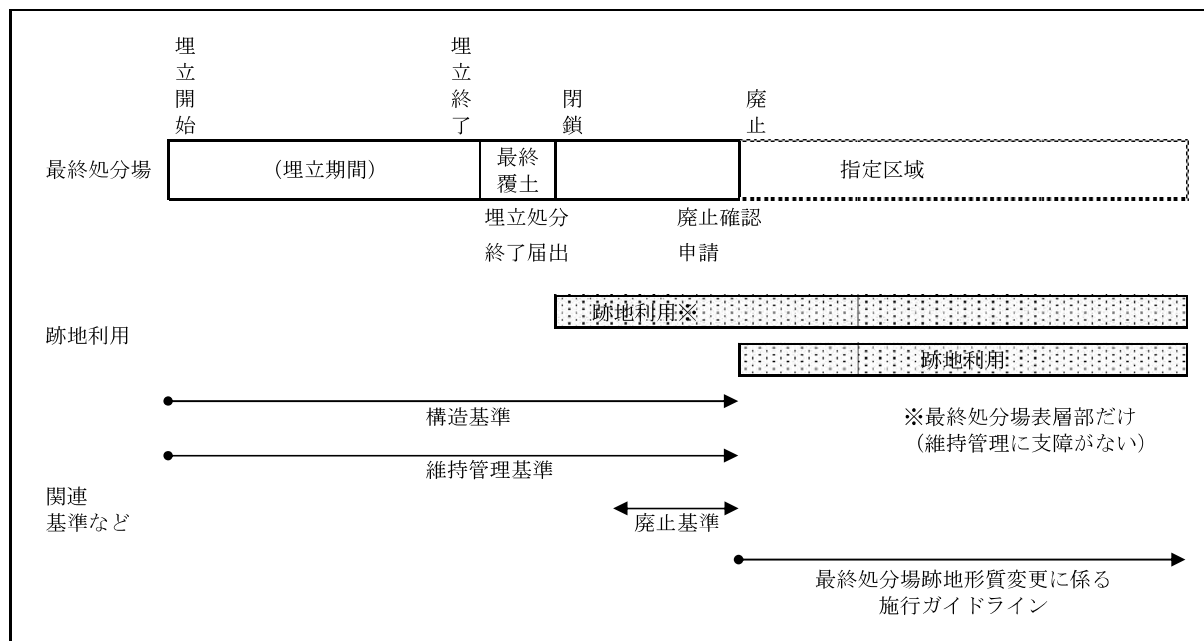 埋立開始
埋立終了
閉鎖
廃止
最終処分場
(埋立期間)
最終
覆土
指定区域
埋立処分
終了届出
廃止確認
申請
跡地利用
跡地利用※
跡地利用
構造基準
※最終処分場表層部だけ
（維持管理に支障がない）
維持管理基準
関連
基準など
廃止基準
最終処分場跡地形質変更に係る
施行ガイドライン